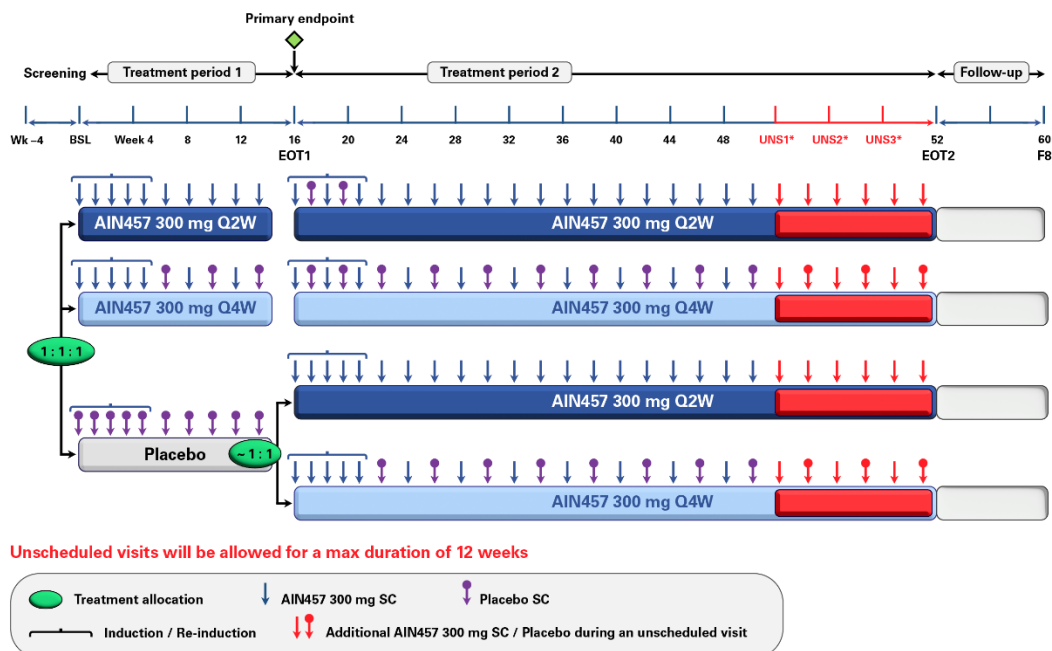 Primary endpoint
Screening
Treatment period 1
Treatment period 2
Follow-up
Wk –4
BSL
Week 4
8
12
16
20
24
28
32
36
40
44
48
UNS1*
UNS2*
UNS3*
52
60
EOT1
EOT2
F8
AIN457 300 mg Q2W
AIN457 300 mg Q2W
AIN457 300 mg Q4W
AIN457 300 mg Q4W
1 : 1 : 1
AIN457 300 mg Q2W
Placebo
~ 1 : 1
AIN457 300 mg Q4W
Unscheduled visits will be allowed for a max duration of 12 weeks
Treatment allocation
AIN457 300 mg SC
Placebo SC
Induction / Re-induction
Additional AIN457 300 mg SC / Placebo during an unscheduled visit